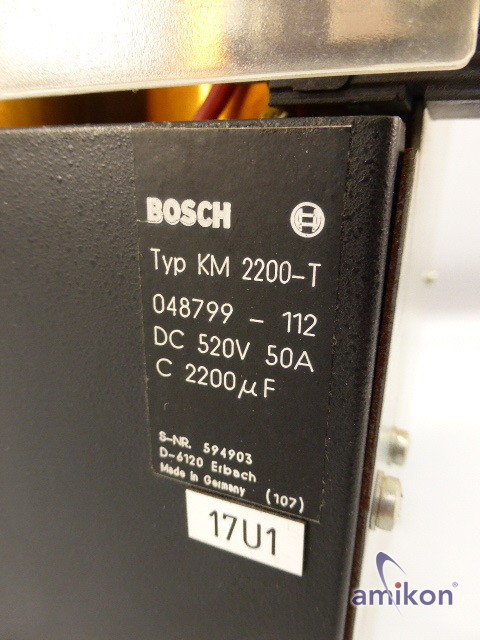 BOSCH
Typ KM 2200-T
048799 - 112
DC 520V 50A
C 2200µF
S-NR. 594903
D-6120 Erbach
Made in Germany (107)
17U1
amikon®